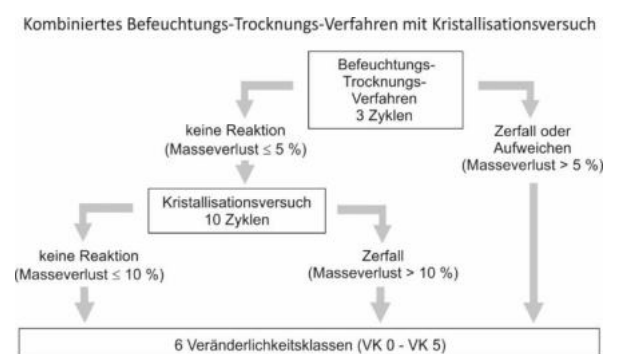 Kombiniertes Befeuchtungs-Trocknungs-Verfahren mit Kristallisationsversuch
Befeuchtungs-
Trocknungs-
Verfahren
3 Zyklen
keine Reaktion
(Masseverlust ≤ 5 %)
Zerfall oder
Aufweichen
(Masseverlust > 5 %)
Kristallisationsversuch
10 Zyklen
keine Reaktion
(Masseverlust ≤ 10 %)
Zerfall
(Masseverlust > 10 %)
6 Veränderlichkeitsklassen (VK 0 - VK 5)